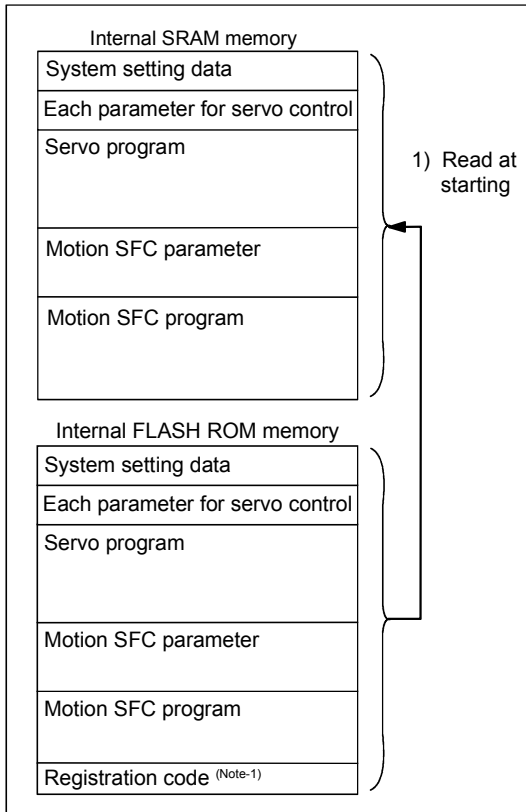 Internal SRAM memory
System setting data
Each parameter for servo control
Servo program
Motion SFC parameter
Motion SFC program
1) Read at
starting
Internal FLASH ROM memory
System setting data
Each parameter for servo control
Servo program
Motion SFC parameter
Motion SFC program
Registration code (Note-1)